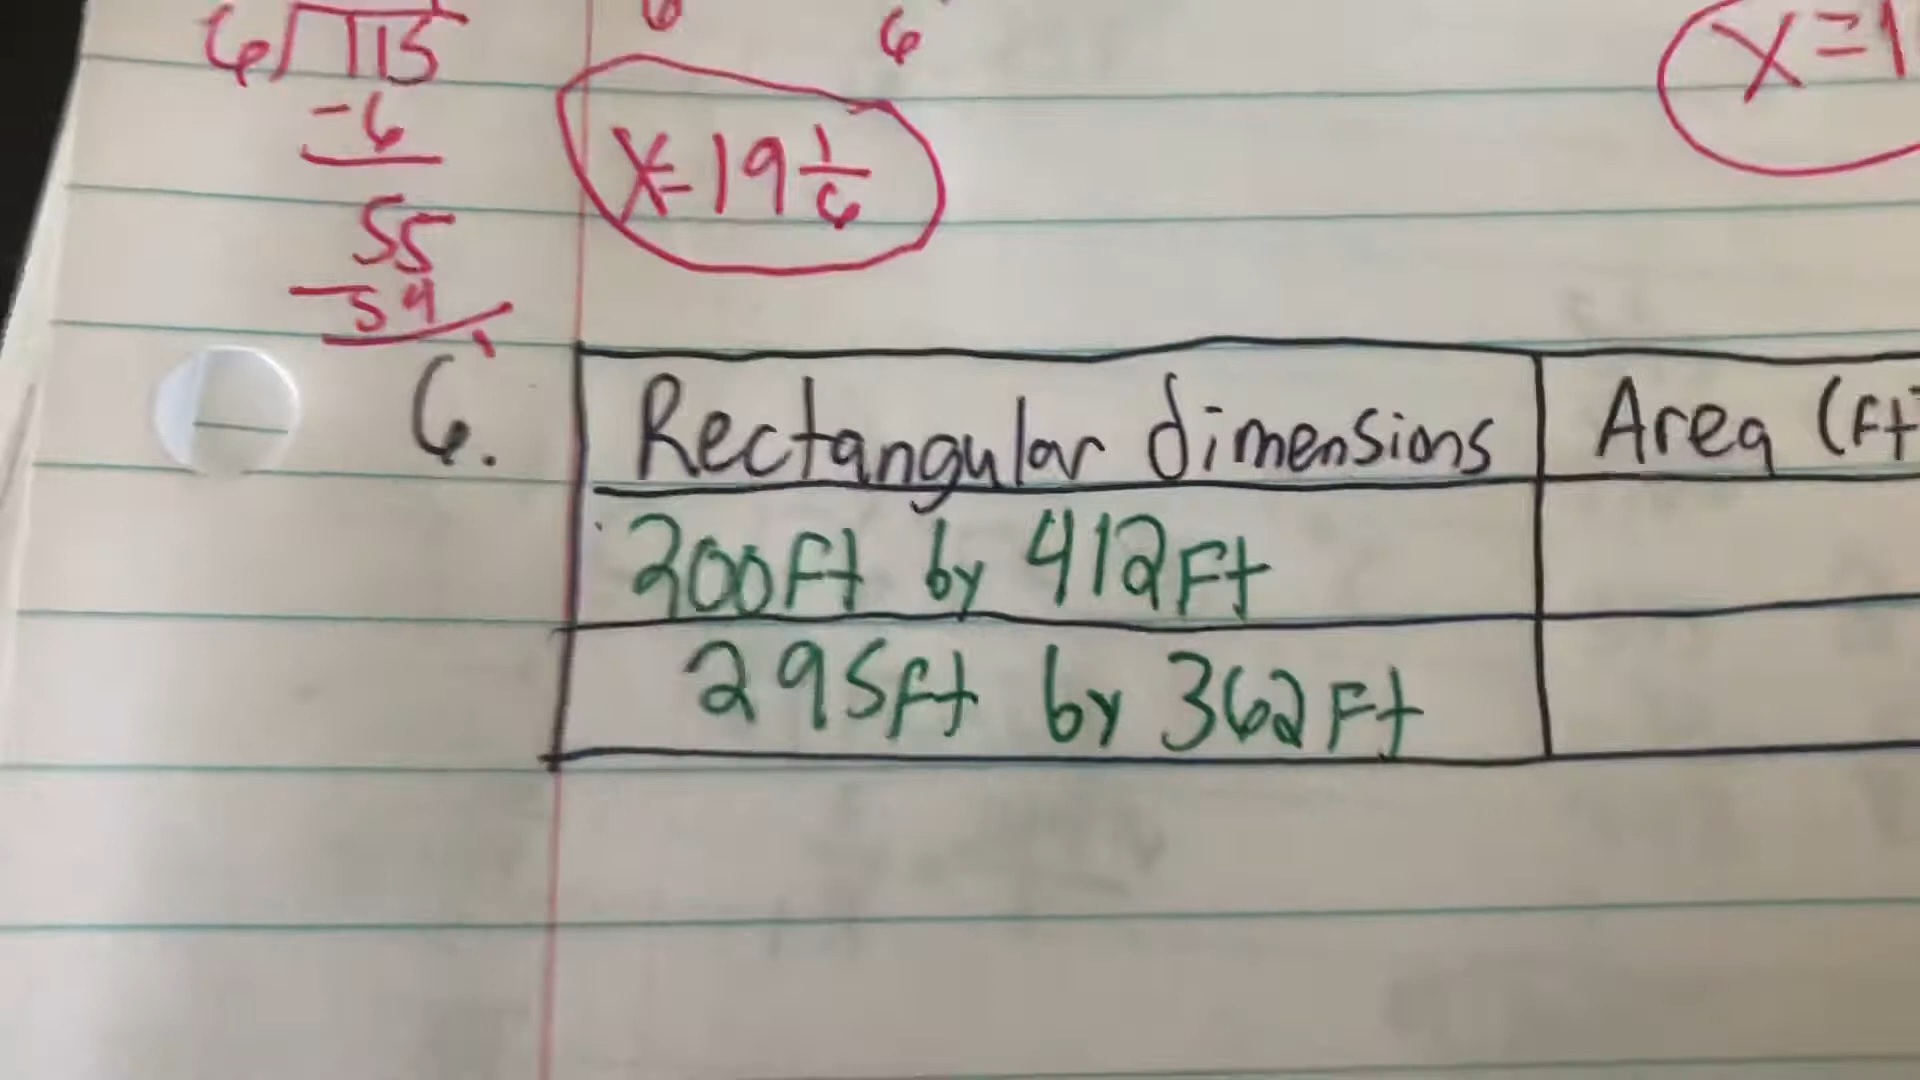 6 115
6
6
x=1
-6
x=19 1/6
55
-54
1
6. Rectangular dimensions Area (ft
200ft by 412ft
295ft by 362ft